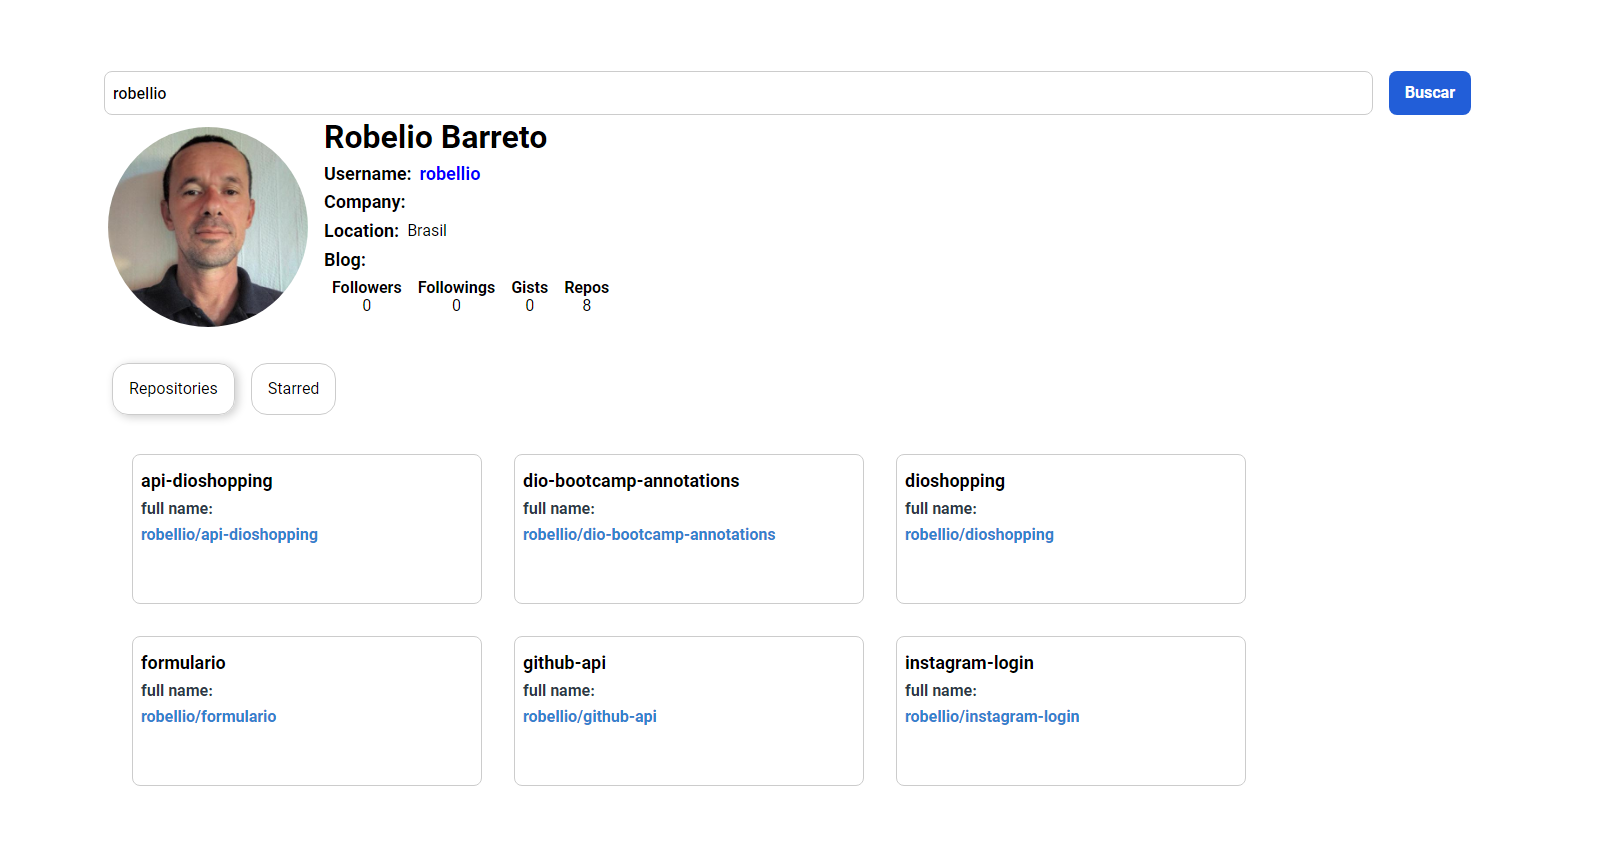 robellio
Buscar
Robelio Barreto
Username: robellio
Company:
Location: Brasil
Blog:
Followers Followings Gists Repos
0 0 0 8
Repositories Starred
api-dioshopping
full name:
robellio/api-dioshopping
dio-bootcamp-annotations
full name:
robellio/dio-bootcamp-annotations
dioshopping
full name:
robellio/dioshopping
formulario
full name:
robellio/formulario
github-api
full name:
robellio/github-api
instagram-login
full name:
robellio/instagram-login